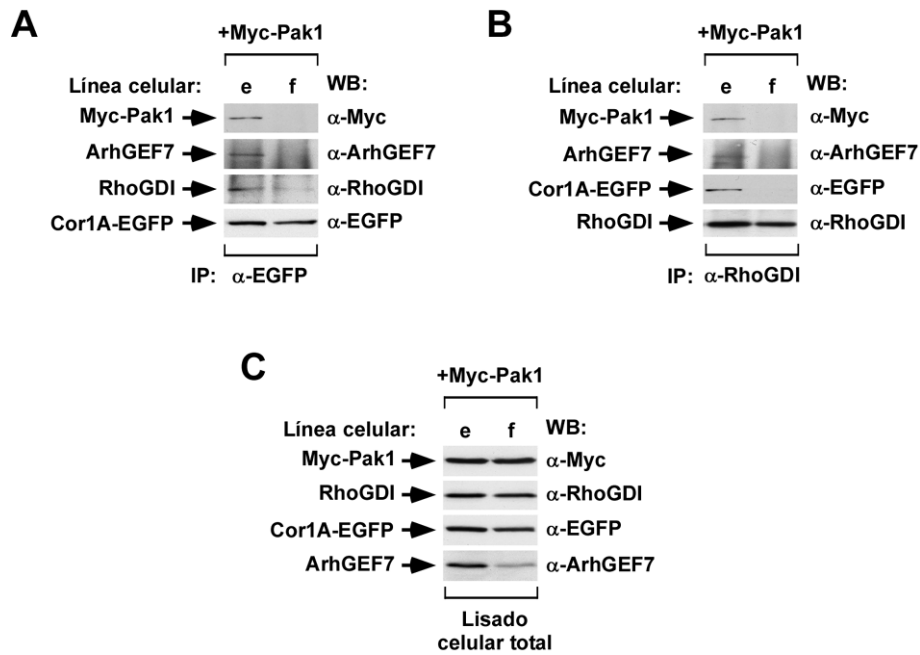 A
+Myc-Pak1
Línea celular: e f WB:
Myc-Pak1 α-Myc
ArhGEF7 α-ArhGEF7
RhoGDI α-RhoGDI
Cor1A-EGFP α-EGFP
IP: α-EGFP
B
+Myc-Pak1
Línea celular: e f WB:
Myc-Pak1 α-Myc
ArhGEF7 α-ArhGEF7
Cor1A-EGFP α-EGFP
RhoGDI α-RhoGDI
IP: α-RhoGDI
C
+Myc-Pak1
Línea celular: e f WB:
Myc-Pak1 α-Myc
RhoGDI α-RhoGDI
Cor1A-EGFP α-EGFP
ArhGEF7 α-ArhGEF7
Lisado
celular total